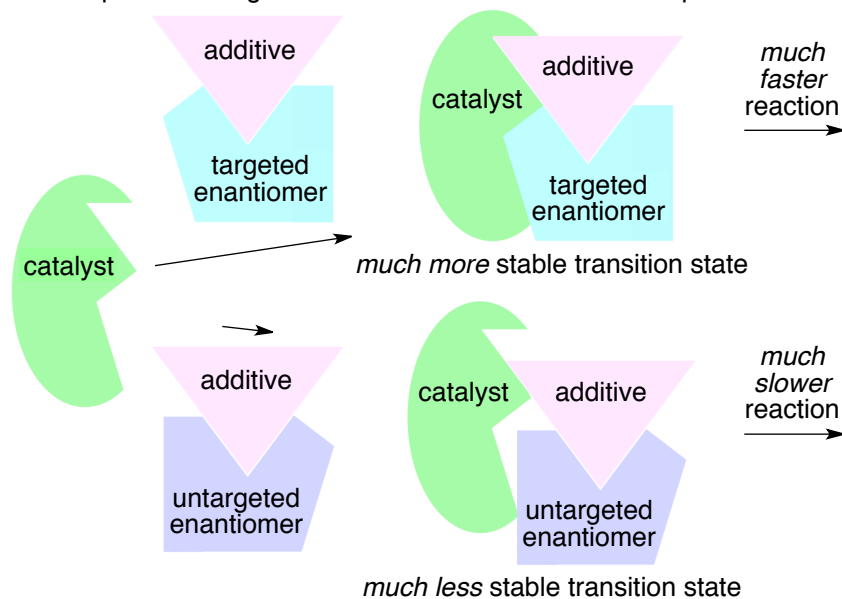 additive
targeted
enantiomer
catalyst
additive
targeted
enantiomer
much
faster
reaction
catalyst
much more stable transition state
additive
untargeted
enantiomer
catalyst
additive
untargeted
enantiomer
much
slower
reaction
much less stable transition state